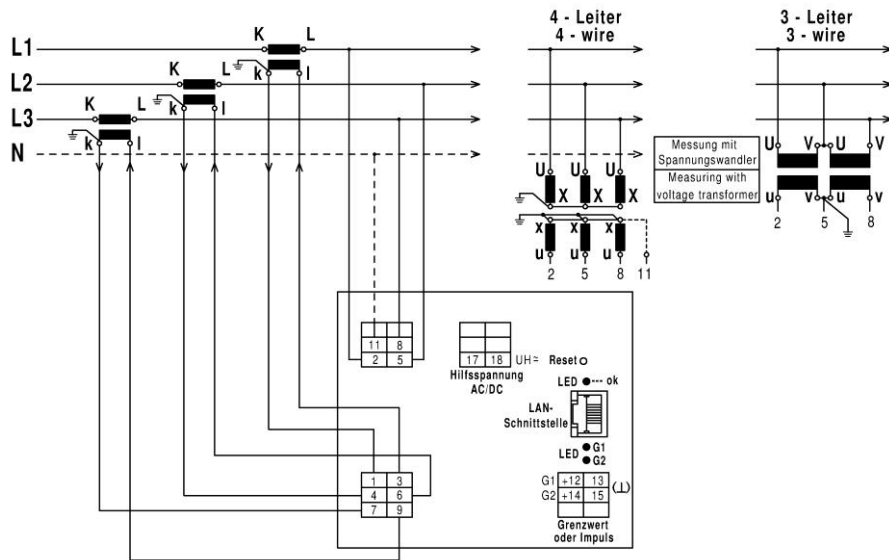 4 - Leiter
4 - wire
3 - Leiter
3 - wire
L1
K L
k l
L2
K L
k l
L3
K L
k l
N
Messung mit
Spannungswandler
Measuring with
voltage transformer
U U U
X X X
x x x
u u u
2 5 8 11
U V U V
u v u v
2 5 8
11 8
2 5
17 18 UH≂
Hilfsspannung
AC/DC
Reset
LED --- ok
LAN-
Schnittstelle
LED G1
G2
1 3
4 6
7 9
G1 +12 13
G2 +14 15
(⊥)
Grenzwert
oder Impuls